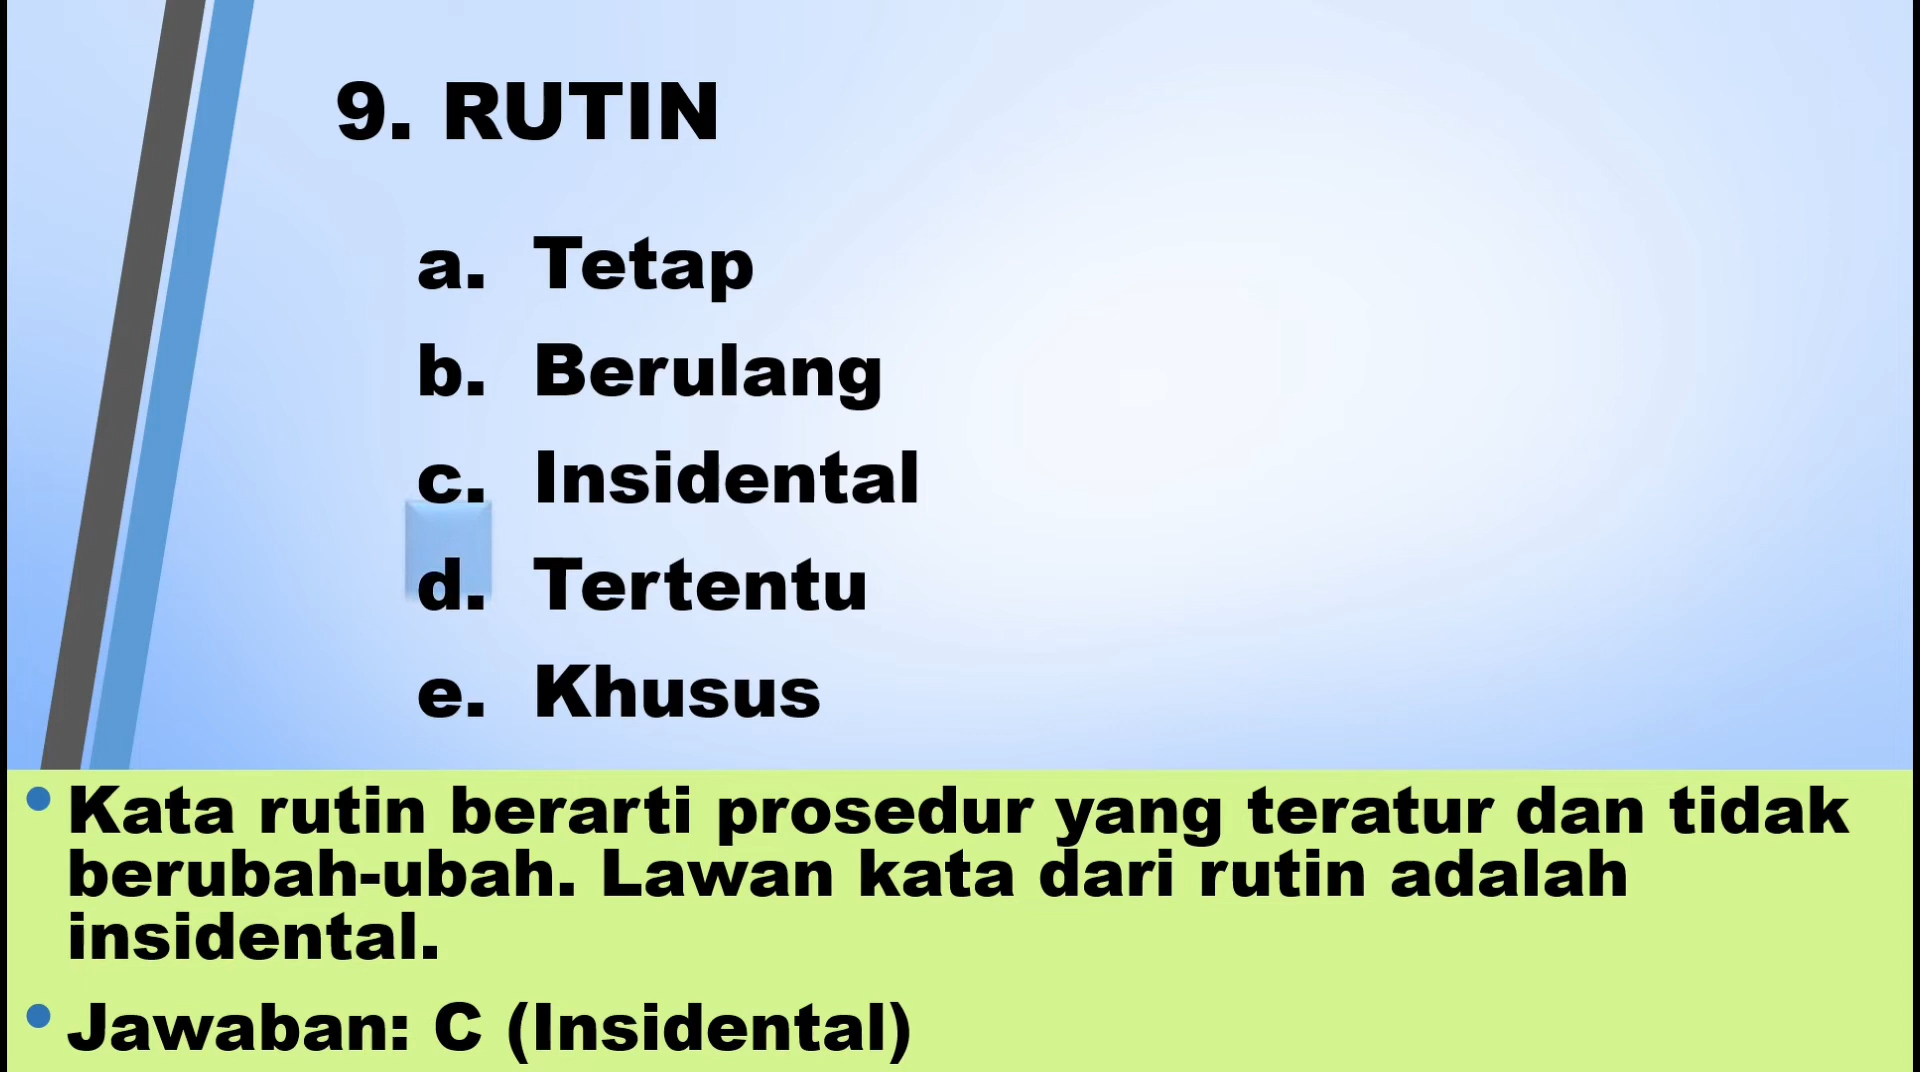 9. RUTIN
a. Tetap
b. Berulang
c. Insidental
d. Tertentu
e. Khusus
• Kata rutin berarti prosedur yang teratur dan tidak
berubah-ubah. Lawan kata dari rutin adalah
insidental.
• Jawaban: C (Insidental)